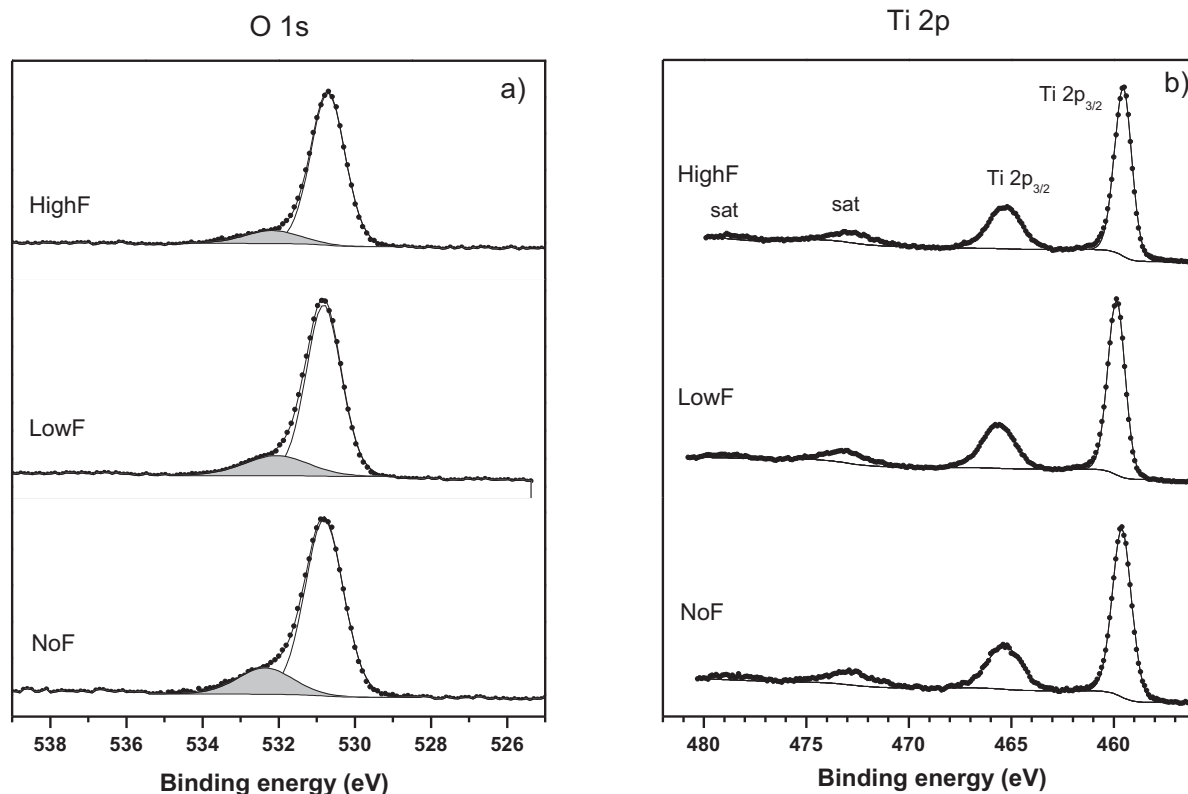 O 1s
a)
HighF
LowF
NoF
538 536 534 532 530 528 526
Binding energy (eV)
Ti 2p
b)
Ti 2p3/2
HighF
Ti 2p3/2
sat
sat
LowF
NoF
480 475 470 465 460
Binding energy (eV)